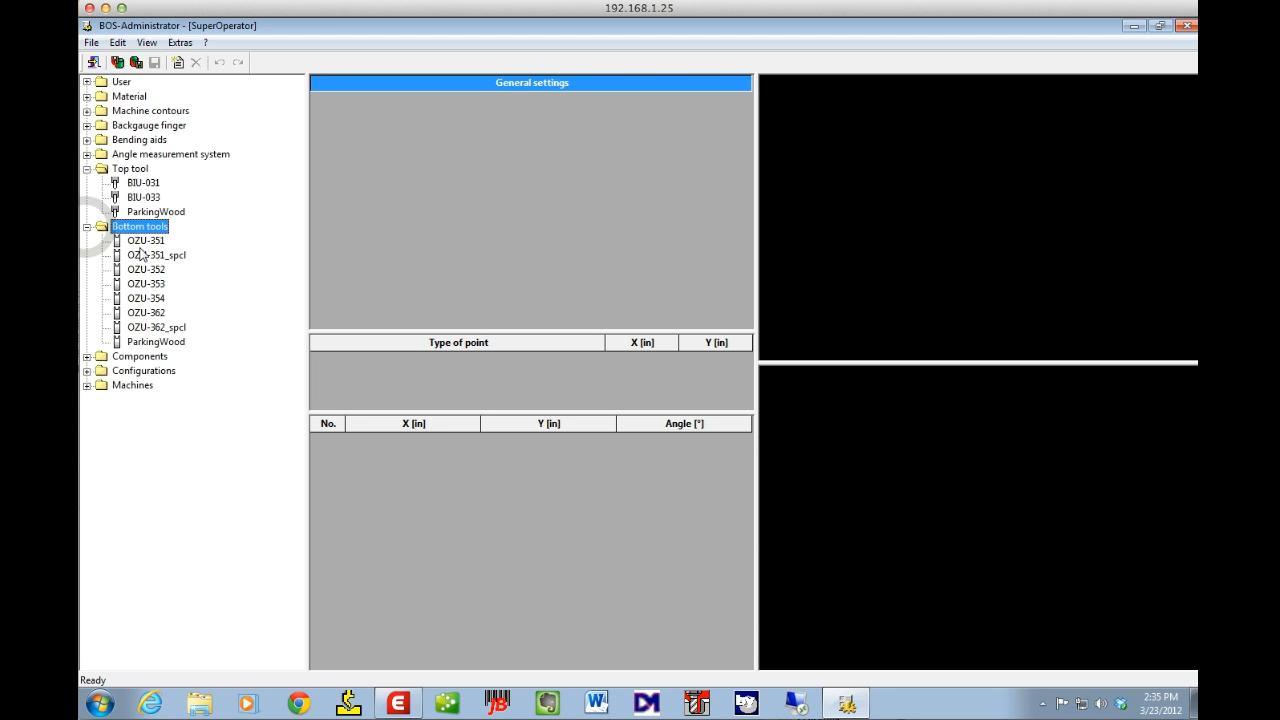 192.168.1.25
BOS-Administrator - [SuperOperator]
File Edit View Extras ?
User
Material
Machine contours
Backgauge finger
Bending aids
Angle measurement system
Top tool
BIU-031
BIU-033
ParkingWood
Bottom tools
OZU-351
OZU-351_spcl
OZU-352
OZU-353
OZU-354
OZU-362
OZU-362_spcl
ParkingWood
Components
Configurations
Machines
General settings
Type of point X [in] Y [in]
No. X [in] Y [in] Angle [°]
Ready
2:35 PM
3/23/2012